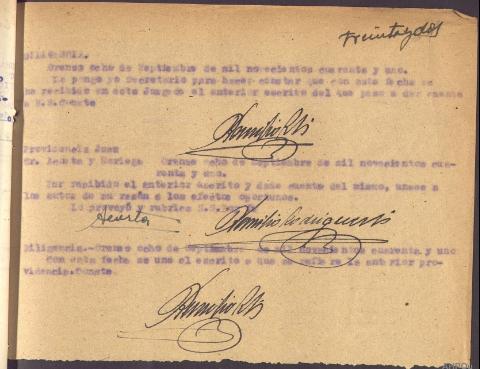 Treinta y dos
DILIGENCIA.
Orense ocho de Septiembre de mil novecientos cuarenta y uno.
La pongo yo Secretario para hacer constar que con esta fecha se
ha recibido en este Juzgado el anterior escrito del que paso a dar cuenta
a S.S. Conste
Providencia Juez
Sr. Acosta y Noriega Orense ocho de Septiembre de mil novecientos cua-
renta y uno.
Por recibido el anterior escrito y dada cuenta del mismo, unase a
los autos de su razón a los efectos oportunos.
Lo proveyó y rubrica S.S.
Acosta
Diligencia.-Orense ocho de Septiembre de mil novecientos cuarenta y uno
Con esta fecha se une el escrito a que se refiere la anterior pro-
videncia. Conste.